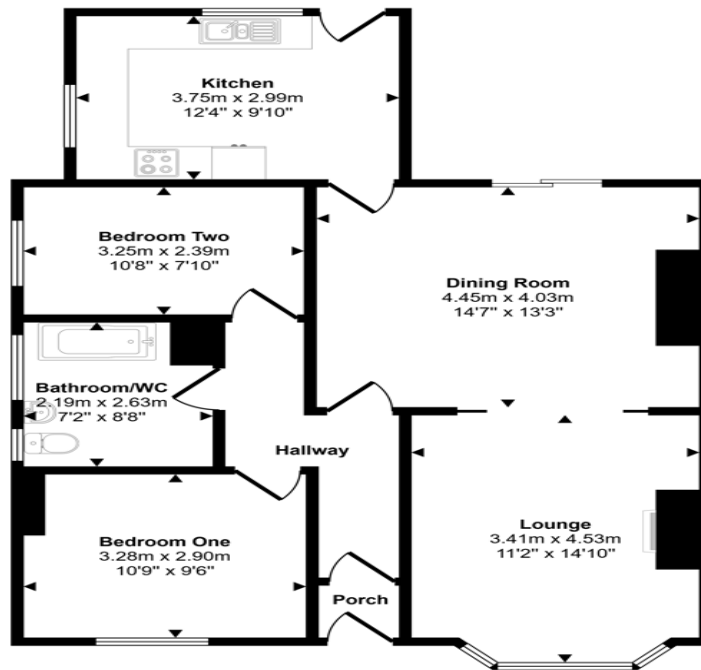 Kitchen
3.75m x 2.99m
12'4" x 9'10"
Bedroom Two
3.25m x 2.39m
10'8" x 7'10"
Dining Room
4.45m x 4.03m
14'7" x 13'3"
Bathroom/WC
2.19m x 2.63m
7'2" x 8'8"
Hallway
Bedroom One
3.28m x 2.90m
10'9" x 9'6"
Lounge
3.41m x 4.53m
11'2" x 14'10"
Porch